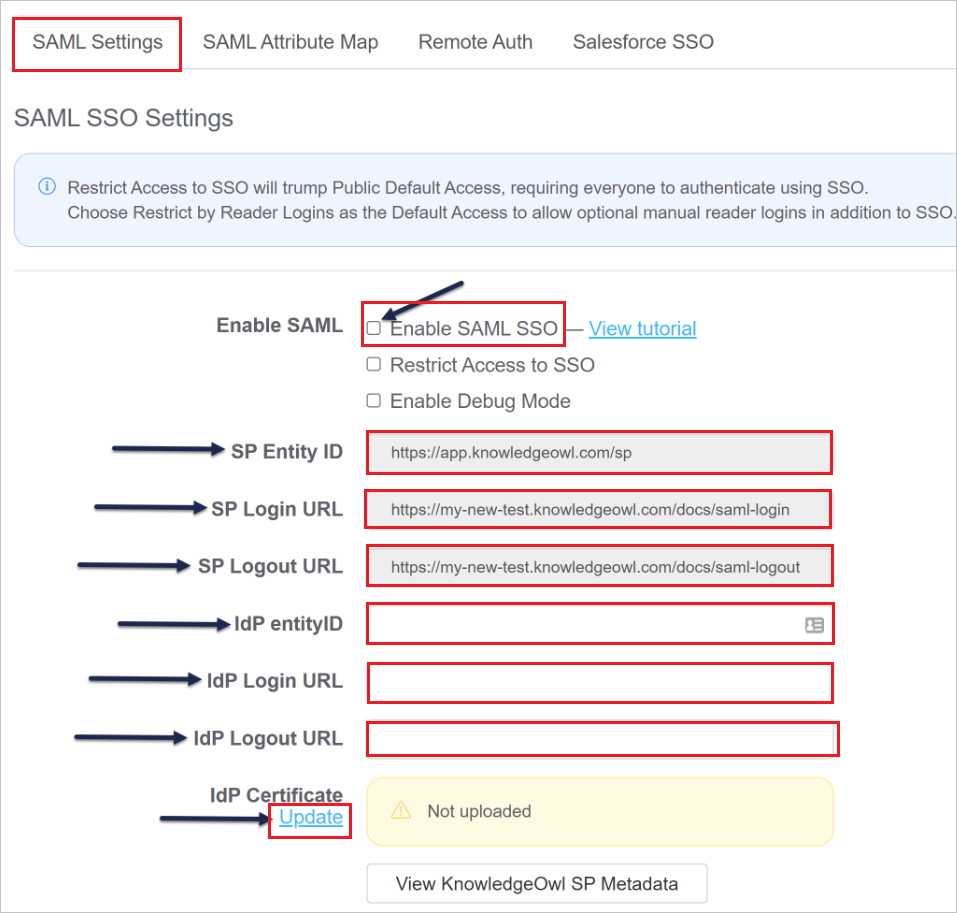 SAML Settings SAML Attribute Map Remote Auth Salesforce SSO
SAML SSO Settings
Restrict Access to SSO will trump Public Default Access, requiring everyone to authenticate using SSO.
Choose Restrict by Reader Logins as the Default Access to allow optional manual reader logins in addition to SSO.
Enable SAML Enable SAML SSO — View tutorial
Restrict Access to SSO
Enable Debug Mode
SP Entity ID https://app.knowledgeowl.com/sp
SP Login URL https://my-new-test.knowledgeowl.com/docs/saml-login
SP Logout URL https://my-new-test.knowledgeowl.com/docs/saml-logout
IdP entityID
IdP Login URL
IdP Logout URL
IdP Certificate
Update Not uploaded
View KnowledgeOwl SP Metadata